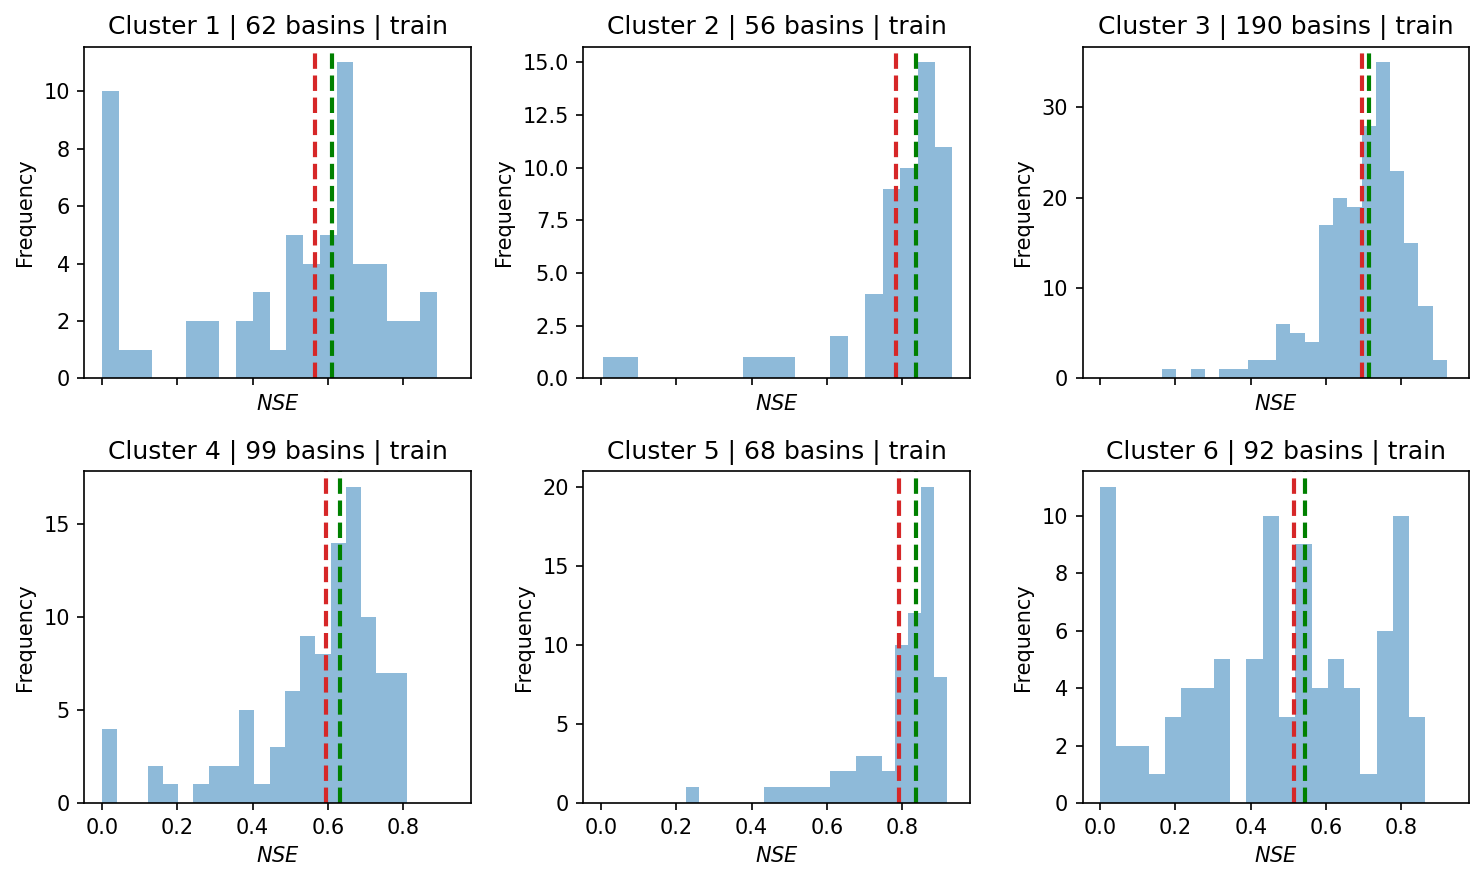 Cluster 1 | 62 basins | train
Frequency
10
8
6
4
2
0
NSE
Cluster 2 | 56 basins | train
Frequency
15.0
12.5
10.0
7.5
5.0
2.5
0.0
NSE
Cluster 3 | 190 basins | train
Frequency
30
20
10
0
NSE
Cluster 4 | 99 basins | train
Frequency
15
10
5
0
0.0 0.2 0.4 0.6 0.8
NSE
Cluster 5 | 68 basins | train
Frequency
20
15
10
5
0
0.0 0.2 0.4 0.6 0.8
NSE
Cluster 6 | 92 basins | train
Frequency
10
8
6
4
2
0
0.0 0.2 0.4 0.6 0.8
NSE